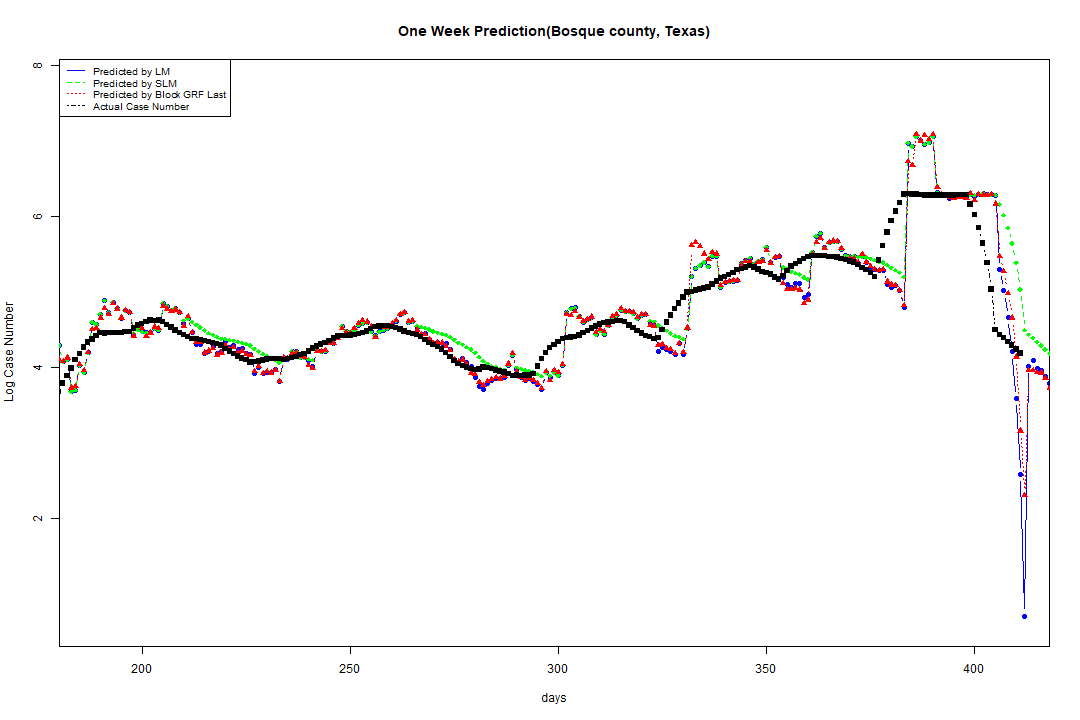 One Week Prediction(Bosque county, Texas)
Predicted by LM
Predicted by SLM
Predicted by Block GRF Last
Actual Case Number
8
6
4
2
Log Case Number
200
250
300
350
400
days